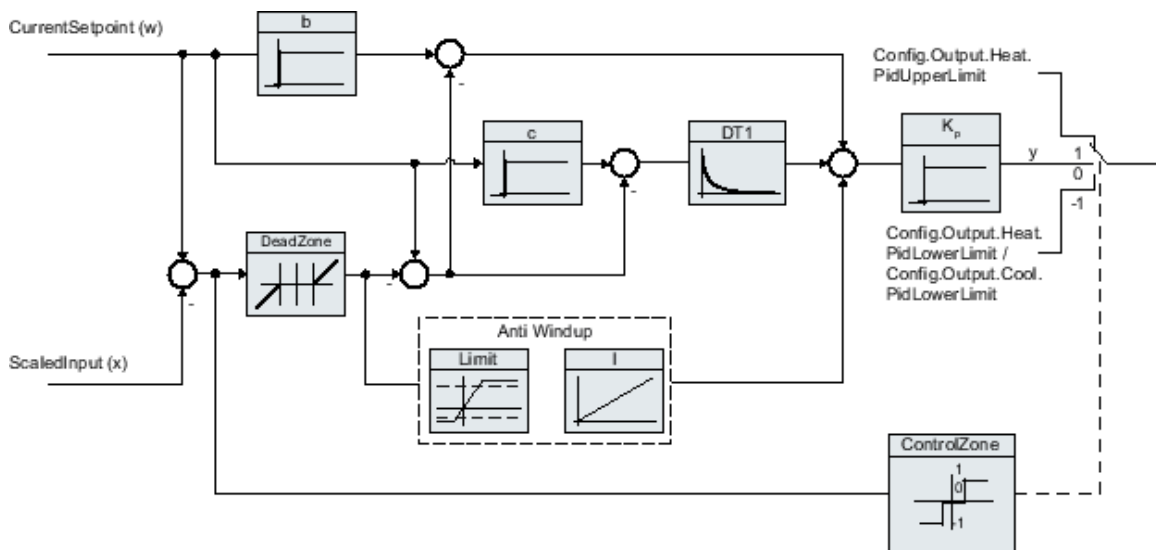 CurrentSetpoint (w)
b
-
Config.Output.Heat.
PidUpperLimit
c
-
DT1
Kp
y
1
0
-1
DeadZone
-
-
Config.Output.Heat.
PidLowerLimit /
Config.Output.Cool.
PidLowerLimit
ScaledInput (x)
Anti Windup
Limit
I
ControlZone
1
0
-1